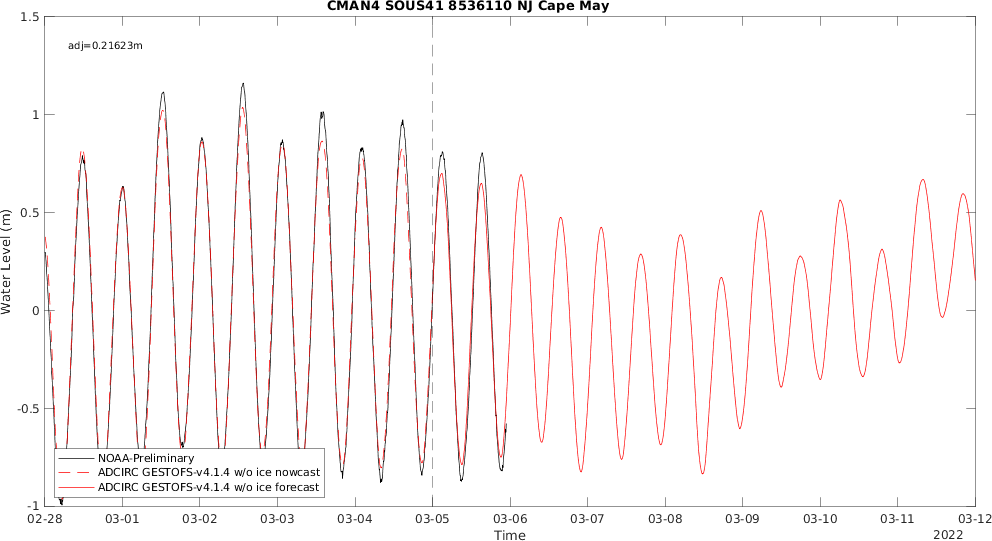 CMAN4 SOUS41 8536110 NJ Cape May
adj=0.21623m
Water Level (m)
1.5
1
0.5
0
-0.5
-1
NOAA-Preliminary
ADCIRC GESTOFS-v4.1.4 w/o ice nowcast
ADCIRC GESTOFS-v4.1.4 w/o ice forecast
02-28 03-01 03-02 03-03 03-04 03-05 03-06 03-07 03-08 03-09 03-10 03-11 03-12
Time
2022